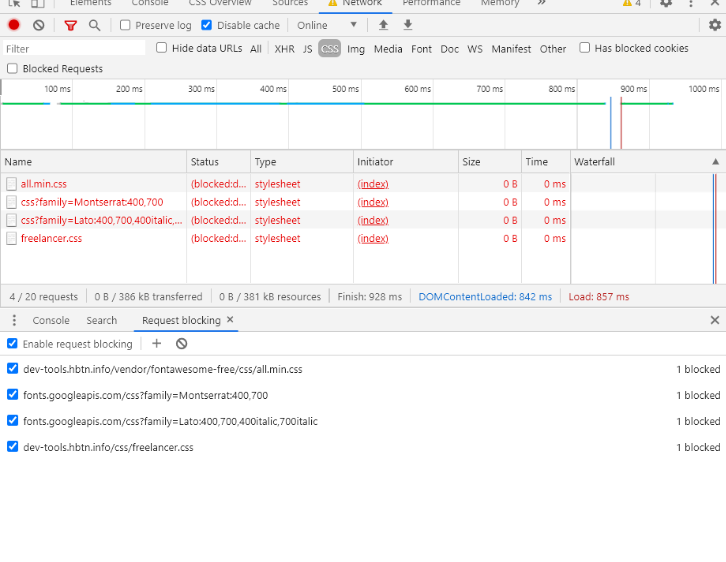 Elements Console CSS Overview Sources Network Performance Memory 4
Preserve log Disable cache Online
Filter Hide data URLs All XHR JS CSS Img Media Font Doc WS Manifest Other Has blocked cookies
Blocked Requests
100 ms 200 ms 300 ms 400 ms 500 ms 600 ms 700 ms 800 ms 900 ms 1000 ms
Name Status Type Initiator Size Time Waterfall
all.min.css (blocked:d... stylesheet (index) 0 B 0 ms
css?family=Montserrat:400,700 (blocked:d... stylesheet (index) 0 B 0 ms
css?family=Lato:400,700,400italic,... (blocked:d... stylesheet (index) 0 B 0 ms
freelancer.css (blocked:d... stylesheet (index) 0 B 0 ms
4 / 20 requests 0 B / 386 kB transferred 0 B / 381 kB resources Finish: 928 ms DOMContentLoaded: 842 ms Load: 857 ms
Console Search Request blocking
Enable request blocking
dev-tools.hbtn.info/vendor/fontawesome-free/css/all.min.css 1 blocked
fonts.googleapis.com/css?family=Montserrat:400,700 1 blocked
fonts.googleapis.com/css?family=Lato:400,700,400italic,700italic 1 blocked
dev-tools.hbtn.info/css/freelancer.css 1 blocked